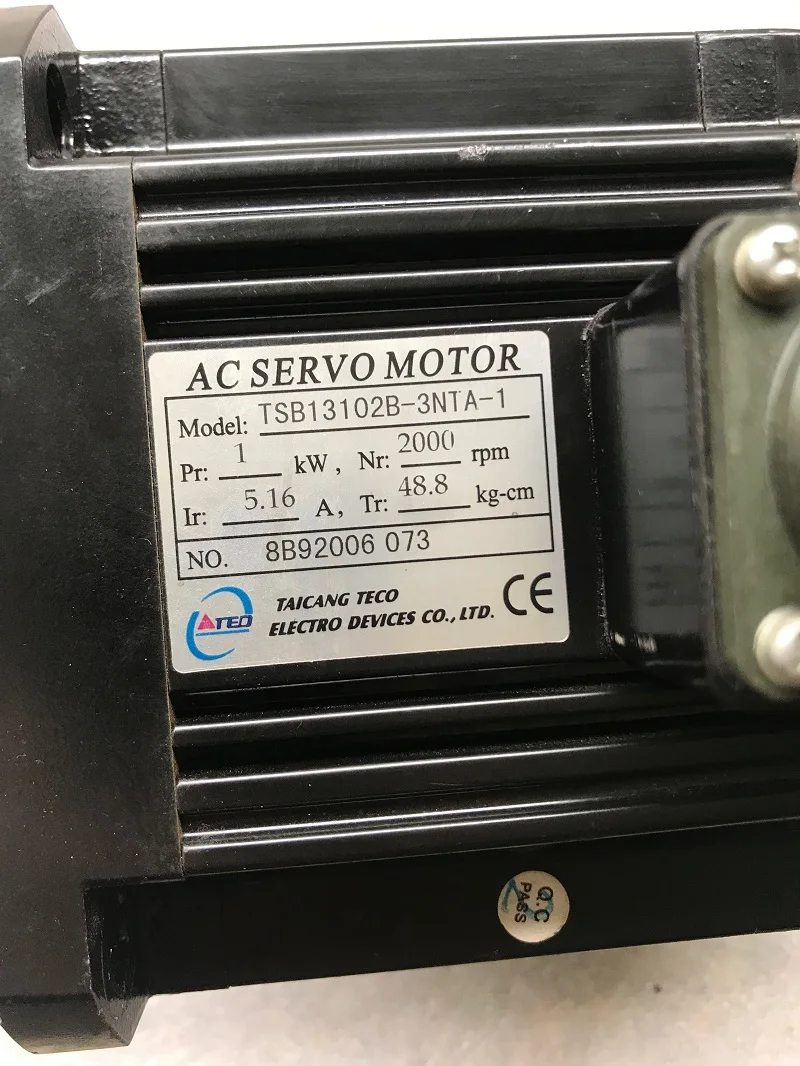 AC SERVO MOTOR
Model: TSB13102B-3NTA-1
Pr: 1 kW, Nr: 2000 rpm
Ir: 5.16 A, Tr: 48.8 kg-cm
NO. 8B92006 073
ATED
TAICANG TECO
ELECTRO DEVICES CO., LTD.
CE
Q.C
PASS